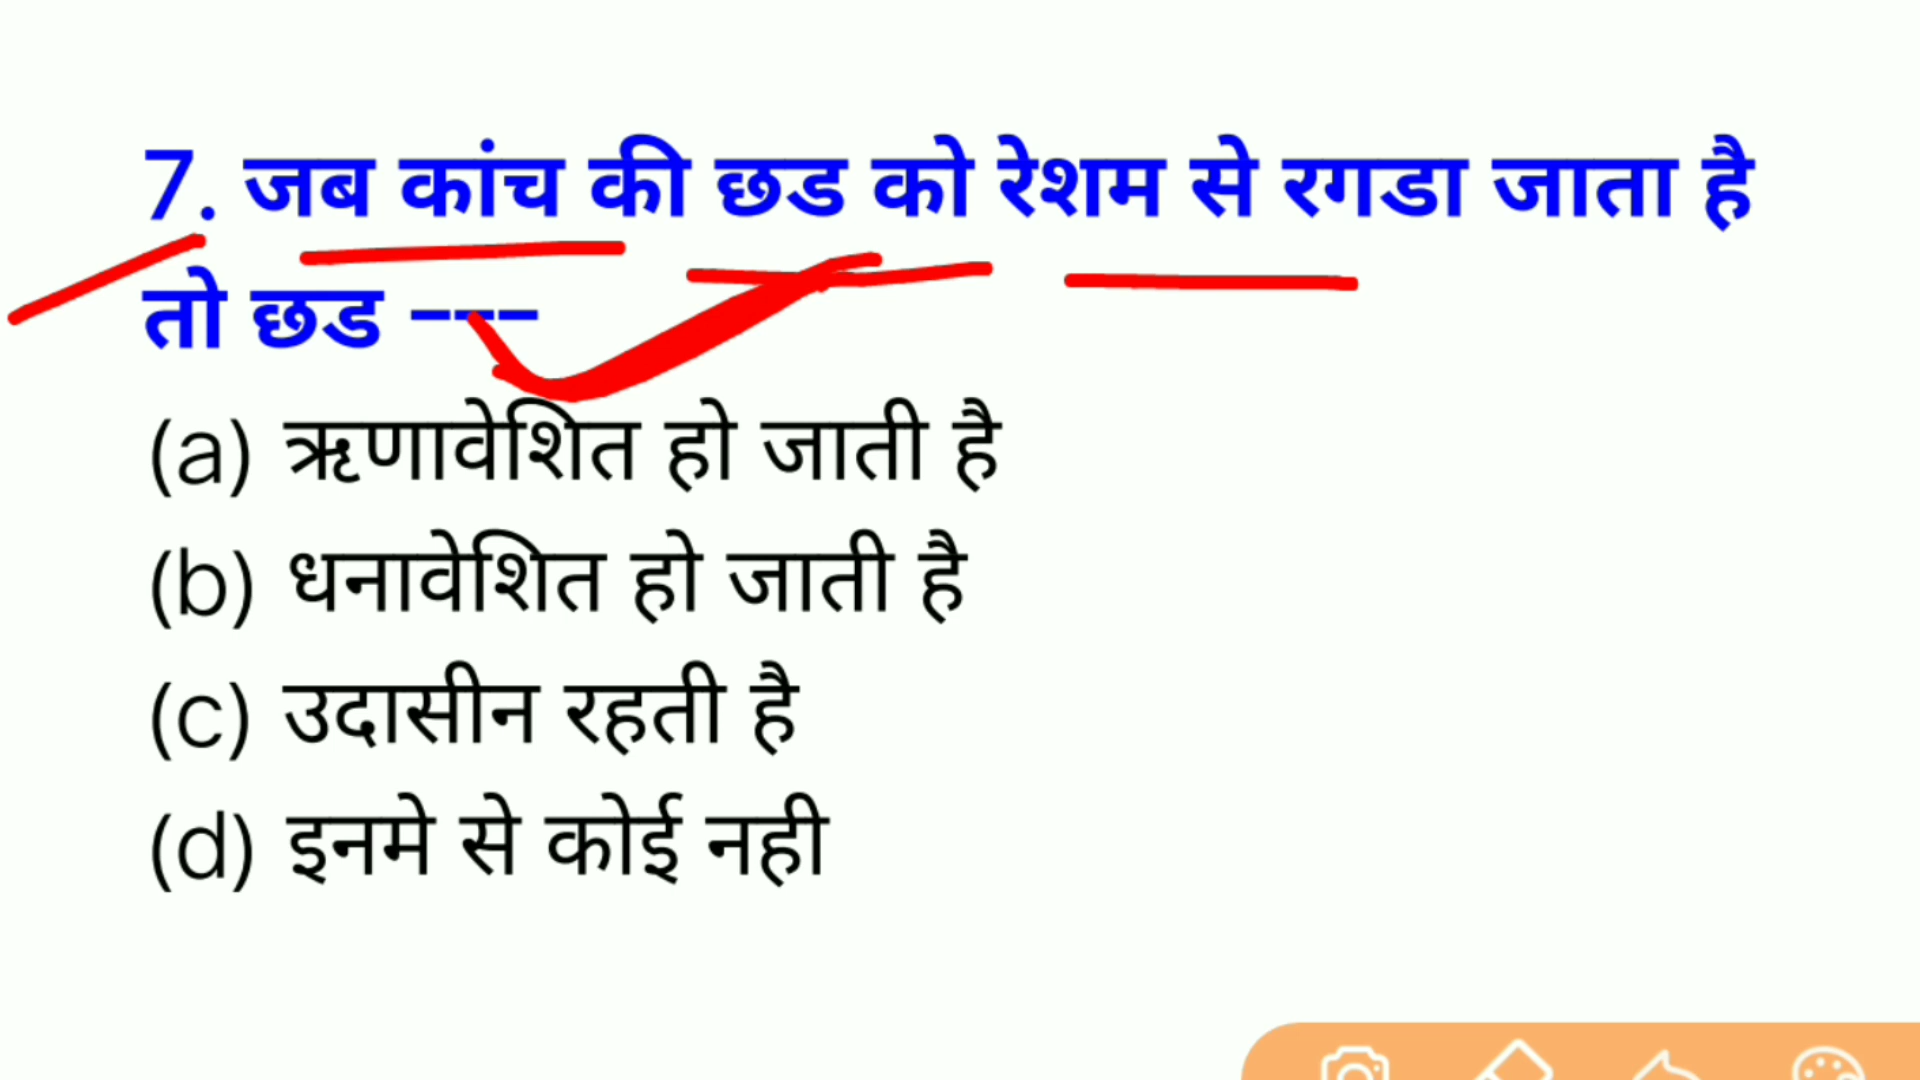 7. जब कांच की छड को रेशम से रगडा जाता है
तो छड ---
(a) ऋणावेशित हो जाती है
(b) धनावेशित हो जाती है
(c) उदासीन रहती है
(d) इनमे से कोई नही